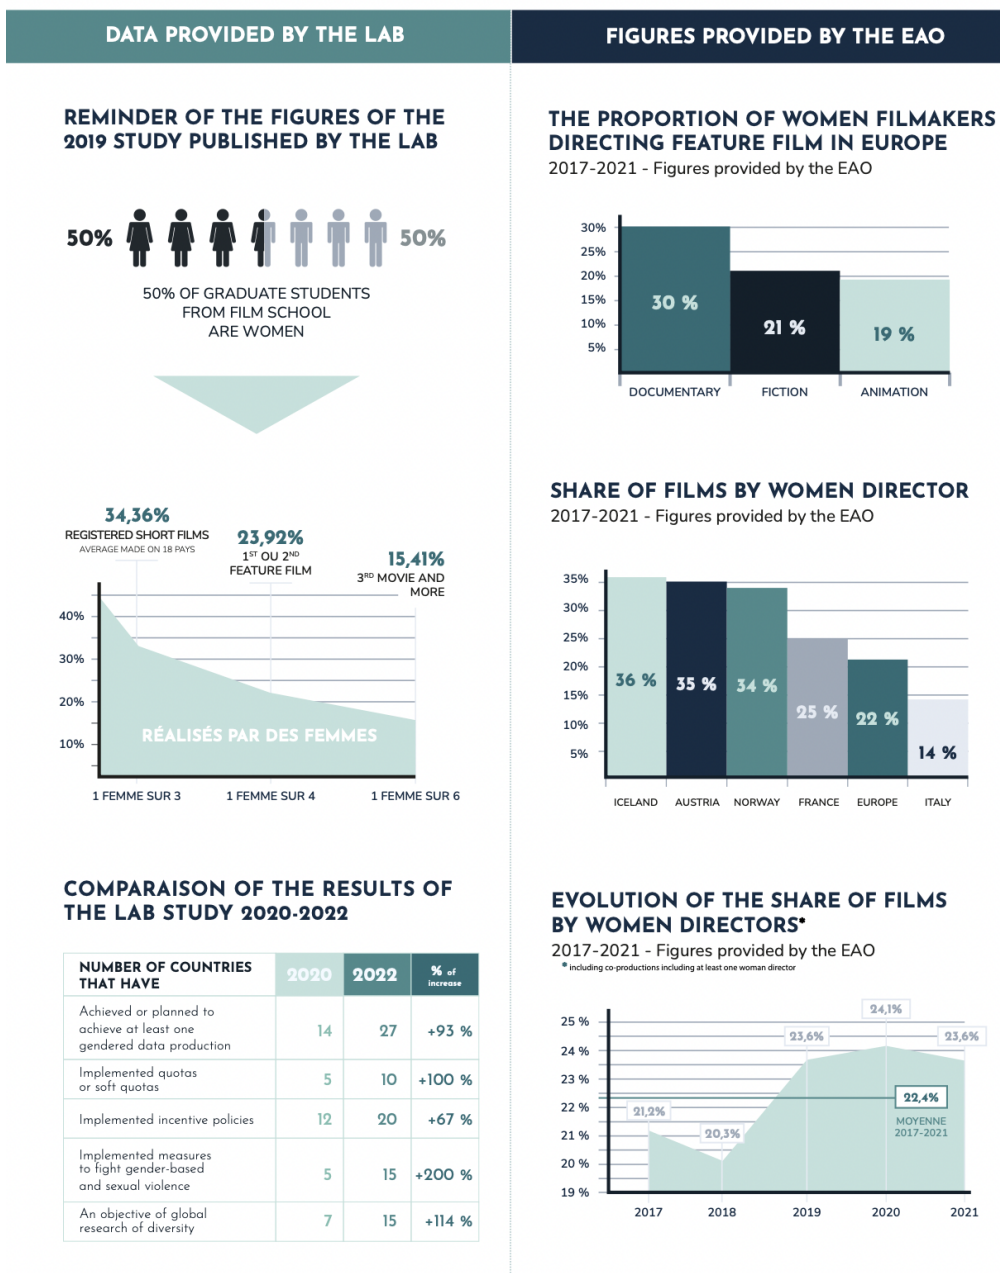 DATA PROVIDED BY THE LAB
REMINDER OF THE FIGURES OF THE
2019 STUDY PUBLISHED BY THE LAB
50%
50%
50% OF GRADUATE STUDENTS
FROM FILM SCHOOL
ARE WOMEN
34,36%
REGISTERED SHORT FILMS
AVERAGE MADE ON 18 PAYS
23,92%
1ST OU 2ND
FEATURE FILM
15,41%
3RD MOVIE AND
MORE
40%
30%
20%
10%
RÉALISÉS PAR DES FEMMES
1 FEMME SUR 3
1 FEMME SUR 4
1 FEMME SUR 6
COMPARAISON OF THE RESULTS OF
THE LAB STUDY 2020-2022
NUMBER OF COUNTRIES
THAT HAVE
2020
2022
% of
increase
Achieved or planned to
achieve at least one
gendered data production
14
27
+93 %
Implemented quotas
or soft quotas
5
10
+100 %
Implemented incentive policies
12
20
+67 %
Implemented measures
to fight gender-based
and sexual violence
5
15
+200 %
An objective of global
research of diversity
7
15
+114 %
FIGURES PROVIDED BY THE EAO
THE PROPORTION OF WOMEN FILMAKERS
DIRECTING FEATURE FILM IN EUROPE
2017-2021 - Figures provided by the EAO
30%
25%
20%
15%
10%
5%
30 %
21 %
19 %
DOCUMENTARY
FICTION
ANIMATION
SHARE OF FILMS BY WOMEN DIRECTOR
2017-2021 - Figures provided by the EAO
35%
30%
25%
20%
15%
10%
5%
36 %
35 %
34 %
25 %
22 %
14 %
ICELAND
AUSTRIA
NORWAY
FRANCE
EUROPE
ITALY
EVOLUTION OF THE SHARE OF FILMS
BY WOMEN DIRECTORS*
2017-2021 - Figures provided by the EAO
* including co-productions including at least one woman director
25 %
24 %
23 %
22 %
21 %
20 %
19 %
21,2%
20,3%
23,6%
24,1%
23,6%
22,4%
MOYENNE
2017-2021
2017
2018
2019
2020
2021